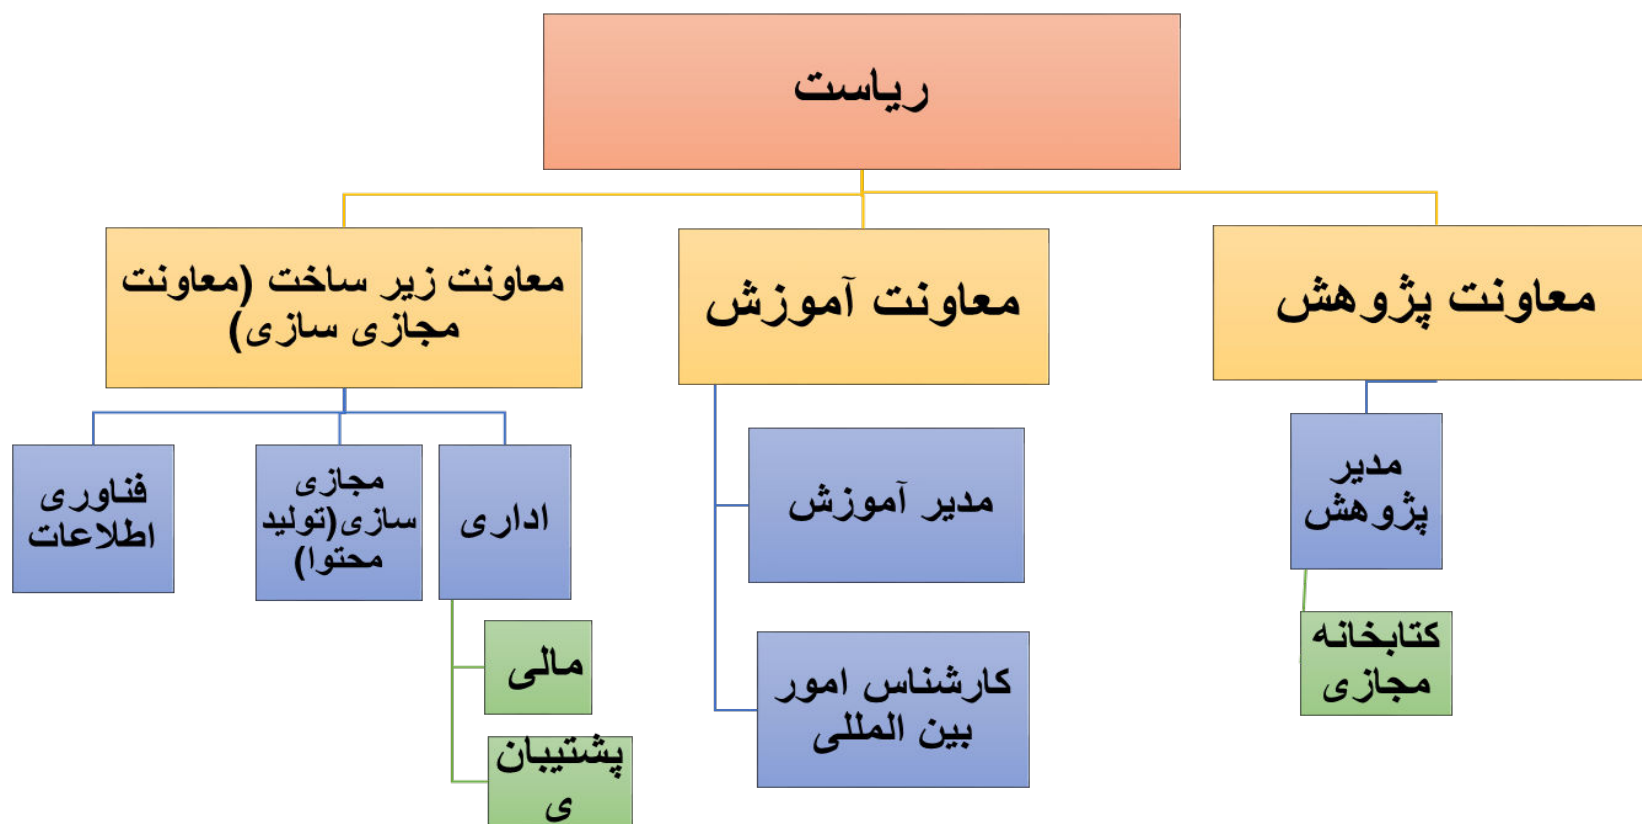 ریاست
معاونت پژوهش
معاونت آموزش
معاونت زیر ساخت (معاونت
مجازی سازی)
مدیر
پژوهش
کتابخانه
مجازی
مدیر آموزش
کارشناس امور
بین المللی
اداری
مجازی
سازی(تولید
محتوا)
فناوری
اطلاعات
مالی
پشتیبان
ی